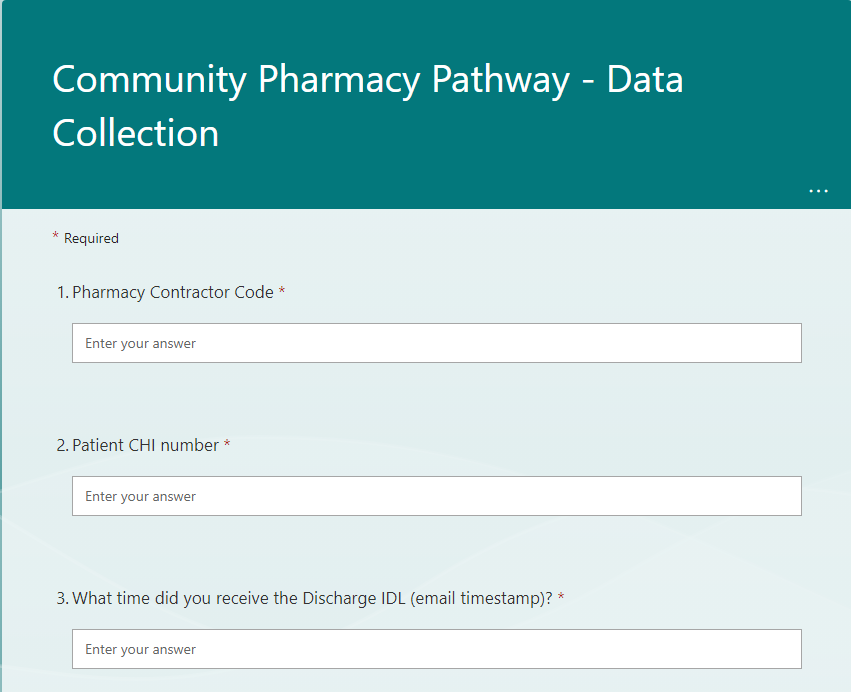 Community Pharmacy Pathway - Data
Collection
...
* Required
1. Pharmacy Contractor Code *
Enter your answer
2. Patient CHI number *
Enter your answer
3. What time did you receive the Discharge IDL (email timestamp)? *
Enter your answer